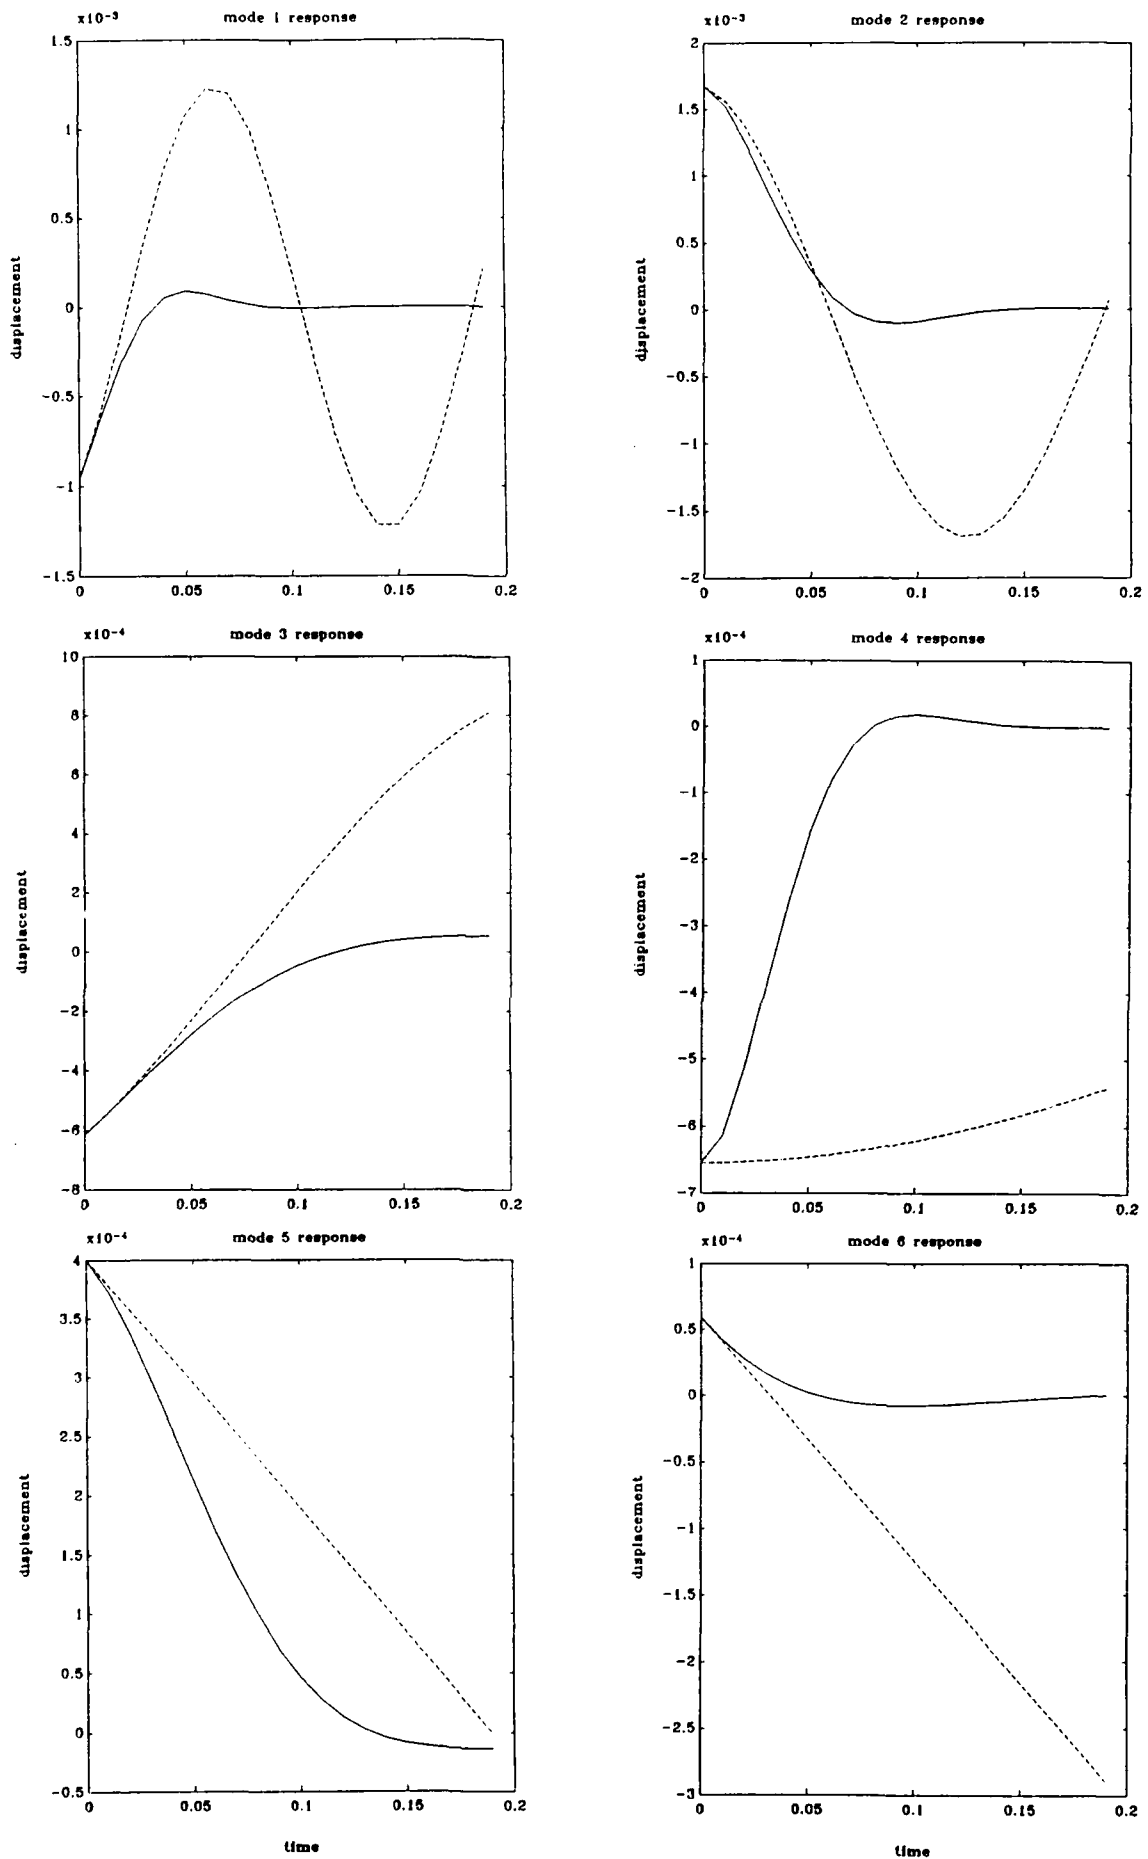 x10⁻³ mode 1 response
1.5
1
0.5
0
-0.5
-1
-1.5
displacement
0 0.05 0.1 0.15 0.2
x10⁻³ mode 2 response
2
1.5
1
0.5
0
-0.5
-1
-1.5
-2
displacement
0 0.05 0.1 0.15 0.2
x10⁻⁴ mode 3 response
10
8
6
4
2
0
-2
-4
-6
-8
displacement
0 0.05 0.1 0.15 0.2
x10⁻⁴ mode 4 response
1
0
-1
-2
-3
-4
-5
-6
-7
displacement
0 0.05 0.1 0.15 0.2
x10⁻⁴ mode 5 response
4
3.5
3
2.5
2
1.5
1
0.5
0
-0.5
displacement
0 0.05 0.1 0.15 0.2
time
x10⁻⁴ mode 6 response
1
0.5
0
-0.5
-1
-1.5
-2
-2.5
-3
displacement
0 0.05 0.1 0.15 0.2
time